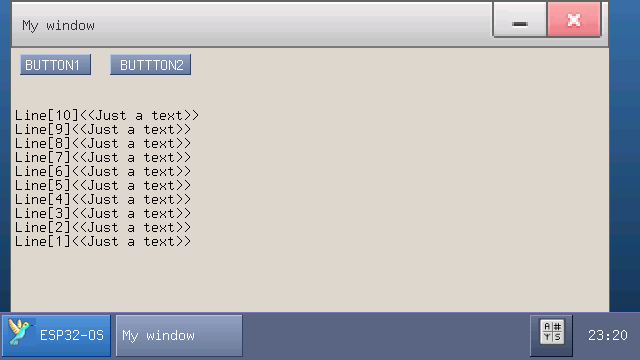 My window
BUTTON1 BUTTTON2
Line[10]<<Just a text>>
Line[9]<<Just a text>>
Line[8]<<Just a text>>
Line[7]<<Just a text>>
Line[6]<<Just a text>>
Line[5]<<Just a text>>
Line[4]<<Just a text>>
Line[3]<<Just a text>>
Line[2]<<Just a text>>
Line[1]<<Just a text>>
ESP32-OS My window A# TS 23:20